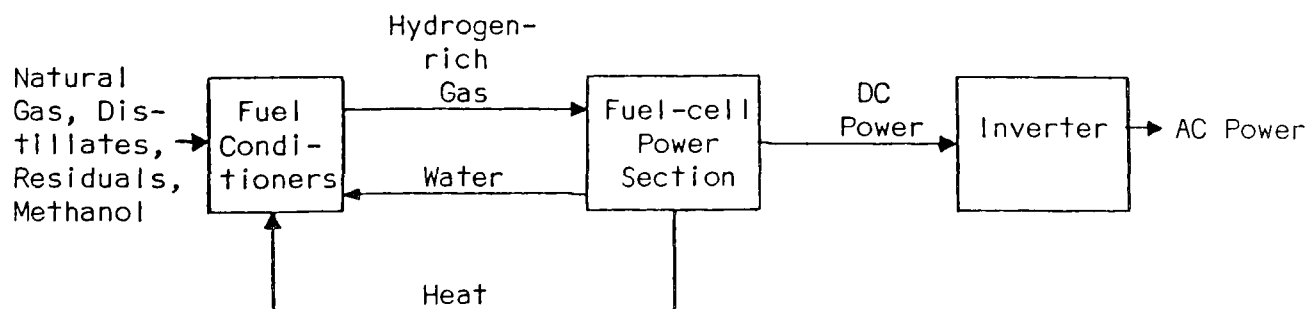 Natural
Gas, Dis-
tillates,
Residuals,
Methanol
Fuel
Condi-
tioners
Hydrogen-
rich
Gas
Water
Heat
Fuel-cell
Power
Section
DC
Power
Inverter
AC Power